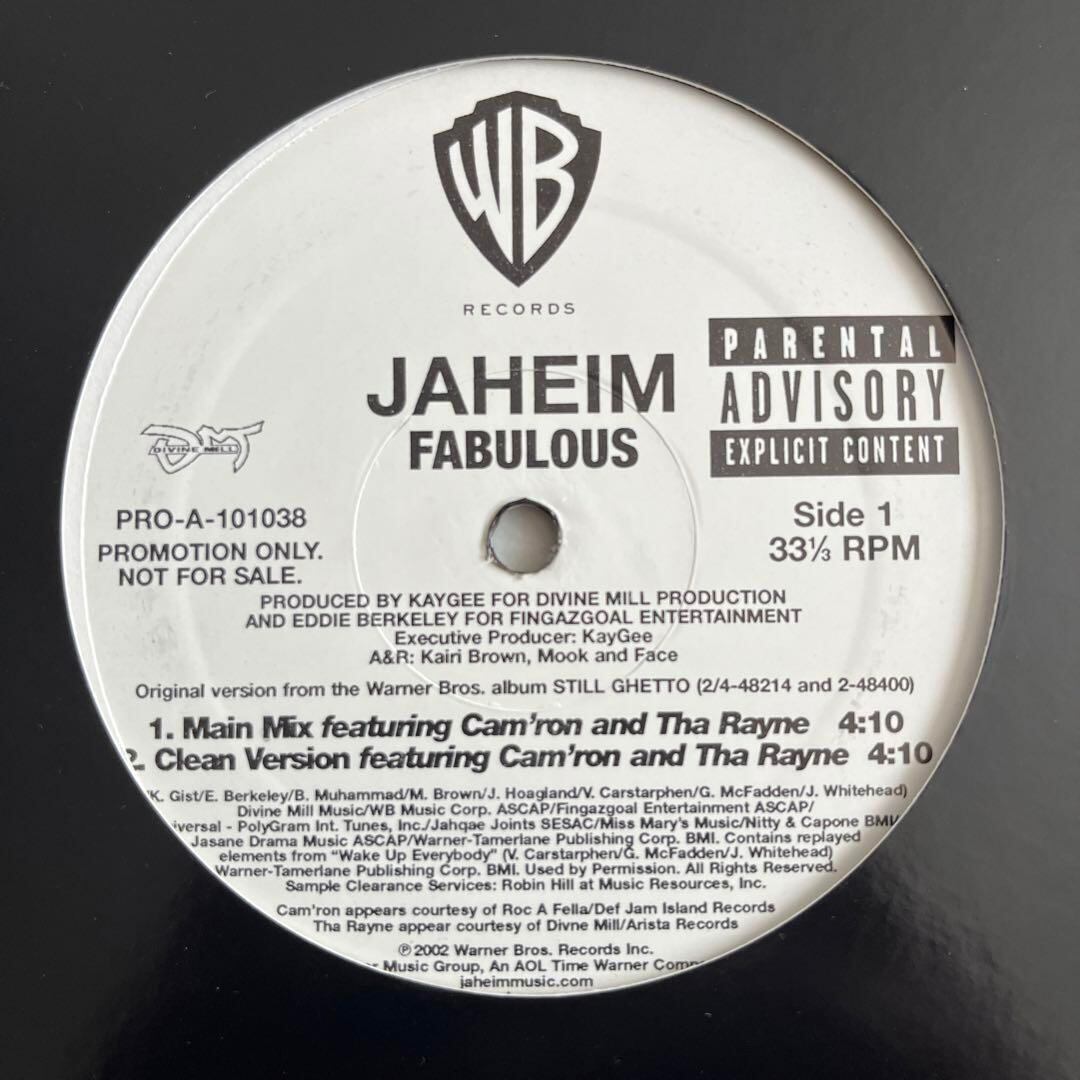 WB
RECORDS
JAHEIM
FABULOUS
PARENTAL
ADVISORY
EXPLICIT CONTENT
DMT
DIVINE MILL
PRO-A-101038
PROMOTION ONLY.
NOT FOR SALE.
Side 1
33⅓ RPM
PRODUCED BY KAYGEE FOR DIVINE MILL PRODUCTION
AND EDDIE BERKELEY FOR FINGAZGOAL ENTERTAINMENT
Executive Producer: KayGee
A&R: Kairi Brown, Mook and Face
Original version from the Warner Bros. album STILL GHETTO (2/4-48214 and 2-48400)
1. Main Mix featuring Cam'ron and Tha Rayne 4:10
2. Clean Version featuring Cam'ron and Tha Rayne 4:10
K. Gist/E. Berkeley/B. Muhammad/M. Brown/J. Hoagland/V. Carstarphen/G. McFadden/J. Whitehead)
Divine Mill Music/WB Music Corp. ASCAP/Fingazgoal Entertainment ASCAP/
iversal - PolyGram Int. Tunes, Inc./Jahqae Joints SESAC/Miss Mary's Music/Nitty & Capone BMI/
Jasane Drama Music ASCAP/Warner-Tamerlane Publishing Corp. BMI. Contains replayed
elements from "Wake Up Everybody" (V. Carstarphen/G. McFadden/J. Whitehead)
Warner-Tamerlane Publishing Corp. BMI. Used by Permission. All Rights Reserved.
Sample Clearance Services: Robin Hill at Music Resources, Inc.
Cam'ron appears courtesy of Roc A Fella/Def Jam Island Records
Tha Rayne appear courtesy of Divne Mill/Arista Records
℗ 2002 Warner Bros. Records Inc.
Music Group, An AOL Time Warner Comp
jaheimmusic.com